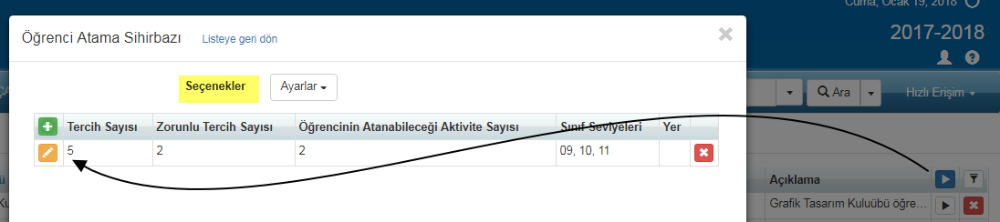 Cuma, Ocak 19, 2018
Öğrenci Atama Sihirbazı Listeye geri dön
2017-2018
Seçenekler Ayarlar
Ara Hızlı Erişim
Tercih Sayısı Zorunlu Tercih Sayısı Öğrencinin Atanabileceği Aktivite Sayısı Sınıf Seviyeleri Yer
5 2 2 09, 10, 11
Açıklama
Grafik Tasarım Kuluübü öğre...